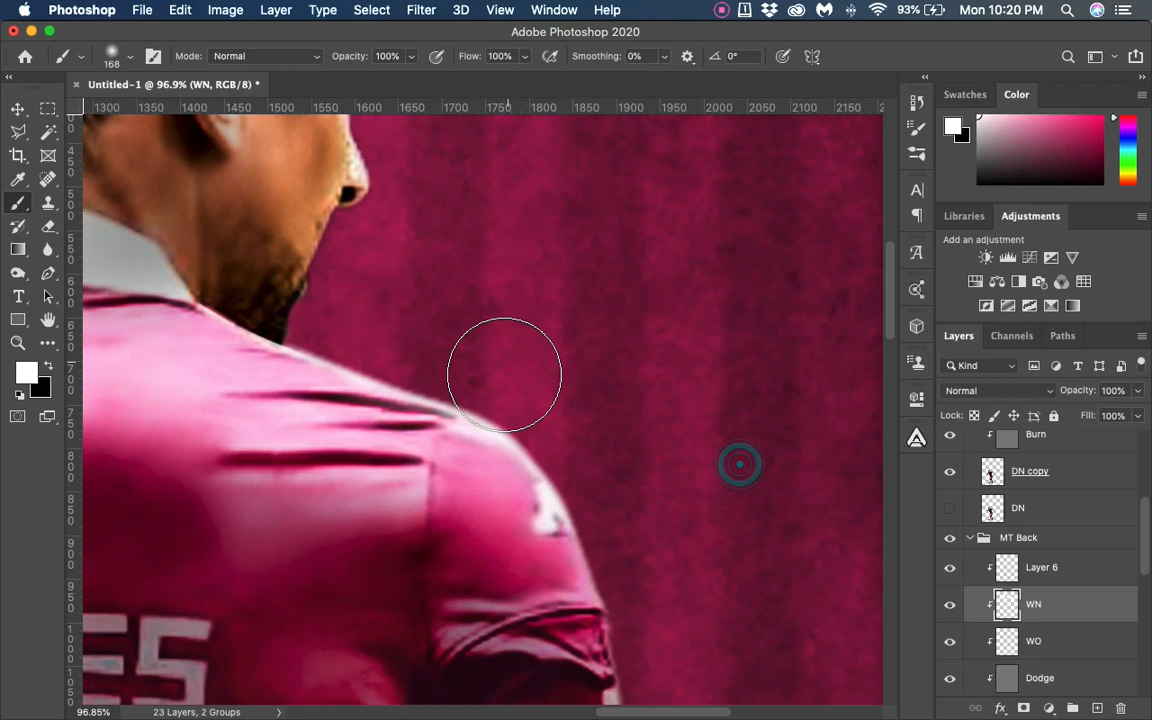 Photoshop File Edit Image Layer Type Select Filter 3D View Window Help 93% Mon 10:20 PM
Adobe Photoshop 2020
168 Mode: Normal Opacity: 100% Flow: 100% Smoothing: 0% 0°
Untitled-1 @ 96.9% (WN, RGB/8) *
1300 1350 1400 1450 1500 1550 1600 1650 1700 1750 1800 1850 1900 1950 2000 2050 2100 2150
Swatches Color
Libraries Adjustments
Add an adjustment
Layers Channels Paths
Kind
Normal Opacity: 100%
Lock: Fill: 100%
Burn
DN copy
DN
MT Back
Layer 6
WN
WO
Dodge
96.85% 23 Layers, 2 Groups